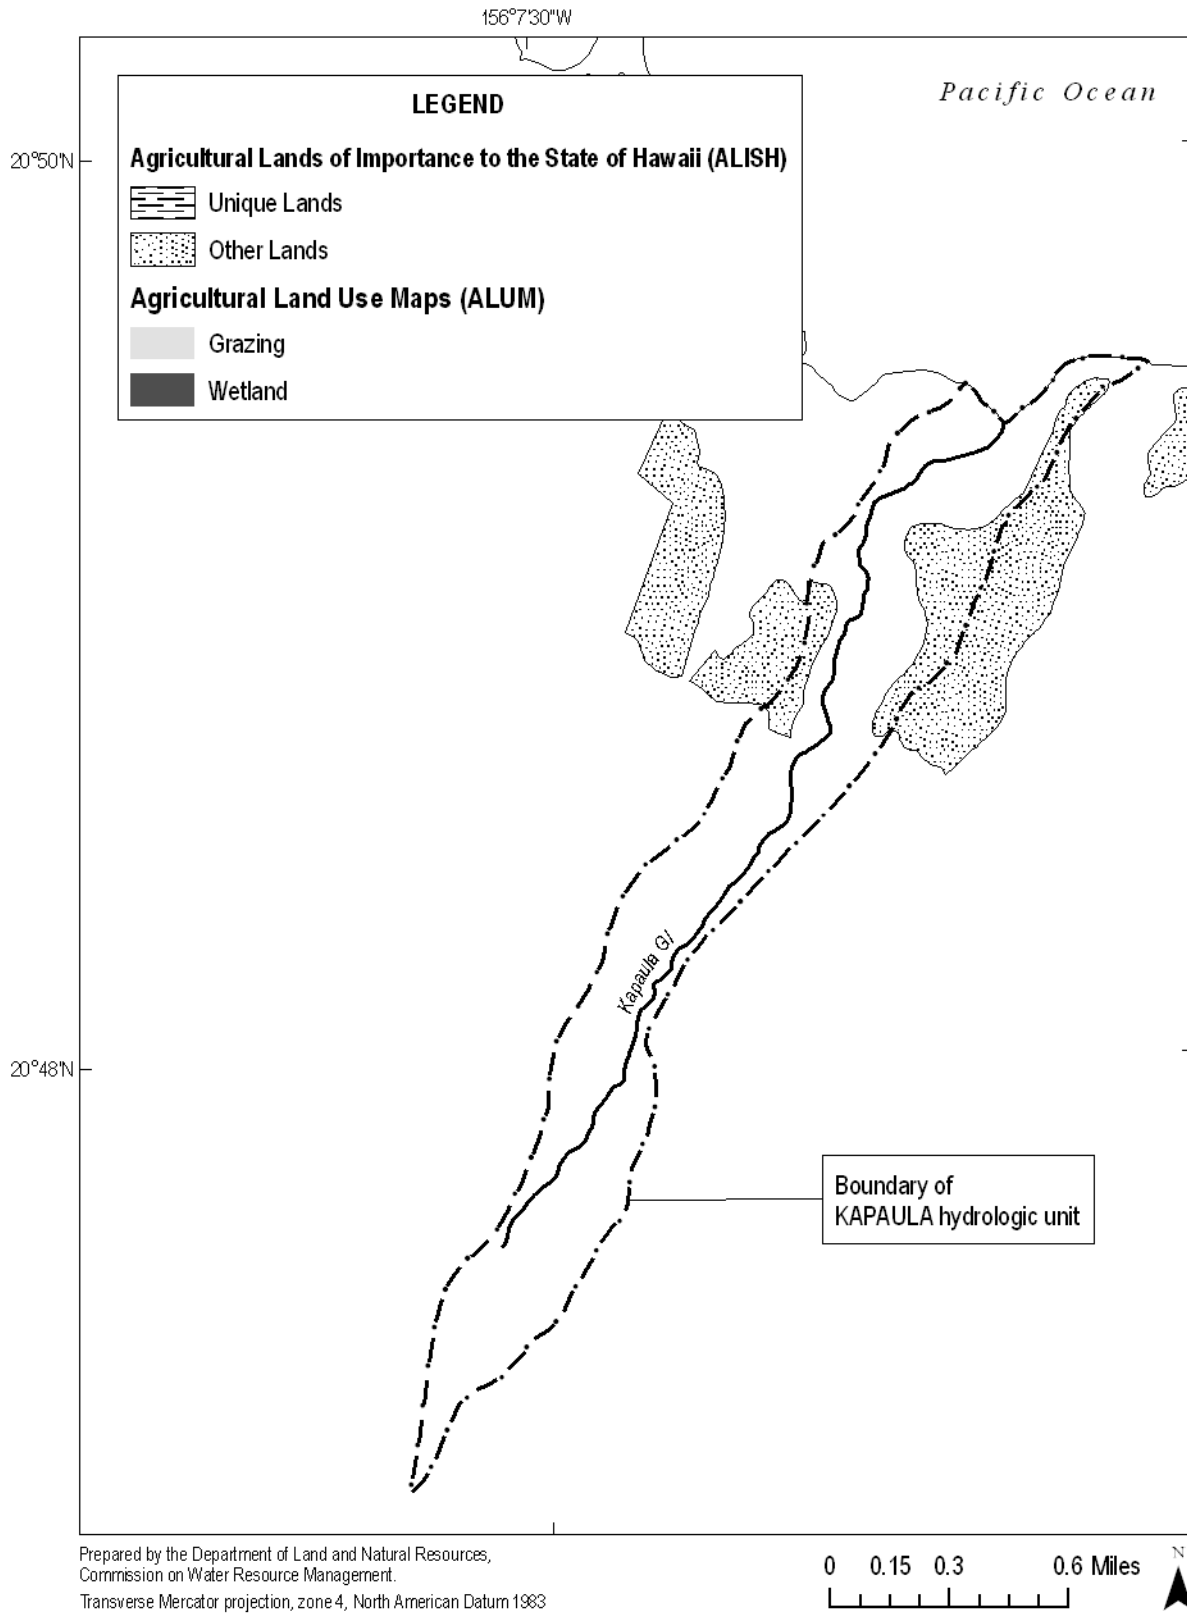 156°7'30"W
Pacific Ocean
LEGEND
20°50'N
Agricultural Lands of Importance to the State of Hawaii (ALISH)
Unique Lands
Other Lands
Agricultural Land Use Maps (ALUM)
Grazing
Wetland
Kapaula Gl
20°48'N
Boundary of
KAPAULA hydrologic unit
Prepared by the Department of Land and Natural Resources,
Commission on Water Resource Management.
Transverse Mercator projection, zone 4, North American Datum 1983
0 0.15 0.3 0.6 Miles
N